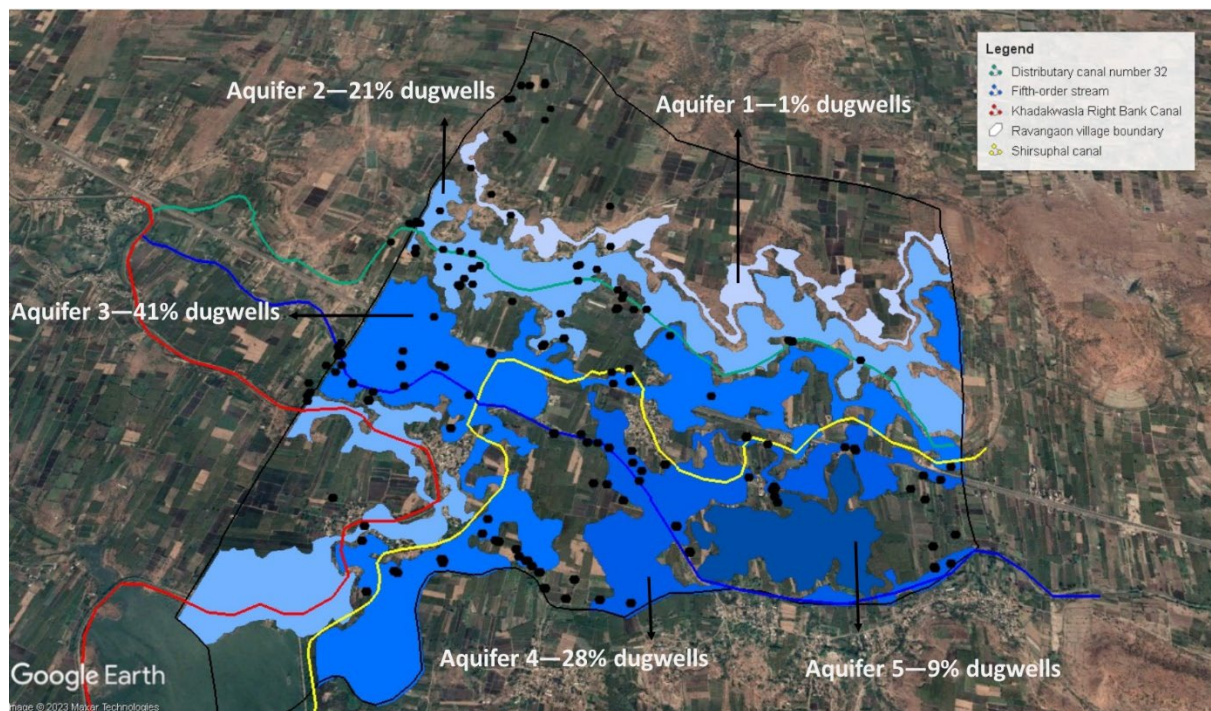 Legend
Distributary canal number 32
Fifth-order stream
Khadakwasla Right Bank Canal
Ravangaon village boundary
Shirsuphal canal
Aquifer 2—21% dugwells
Aquifer 1—1% dugwells
Aquifer 3—41% dugwells
Aquifer 4—28% dugwells
Aquifer 5—9% dugwells
Google Earth
Image © 2023 Maxar Technologies